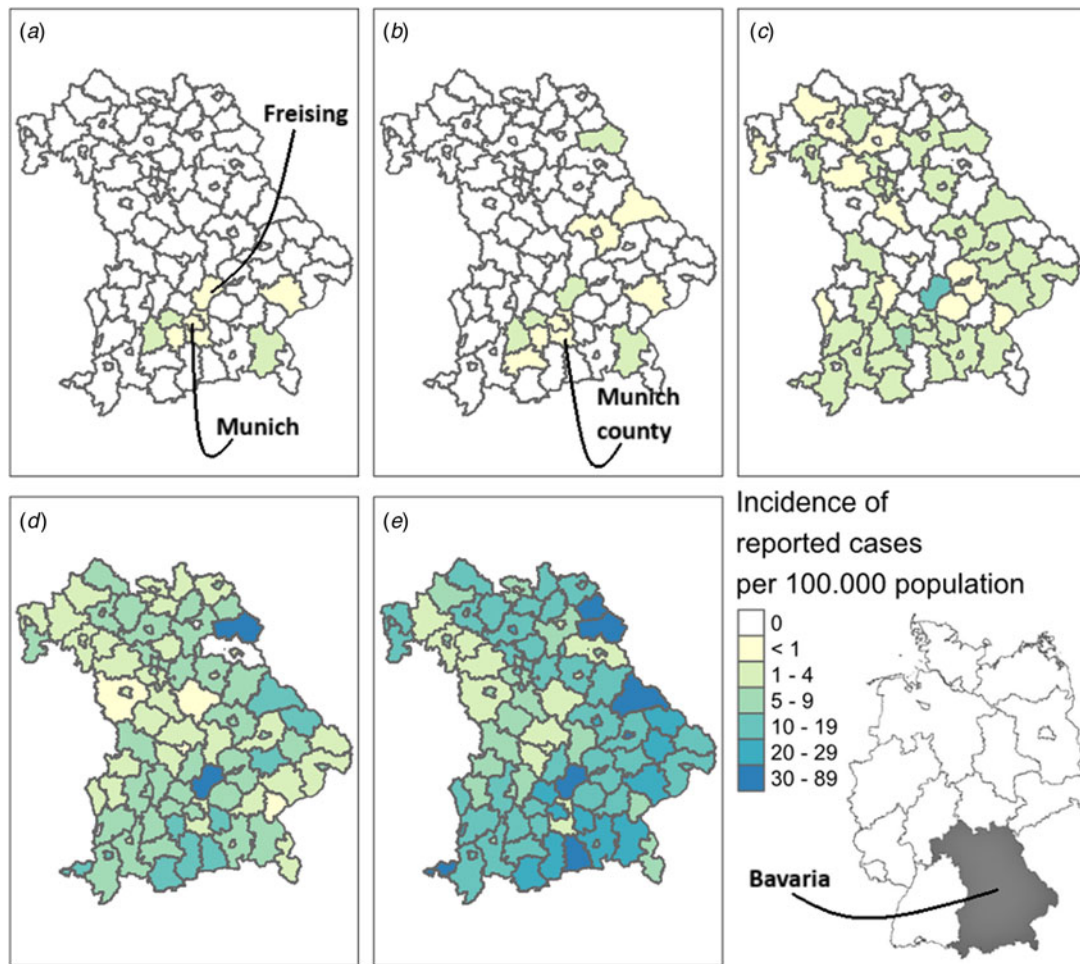 (a)
Freising
Munich
(b)
Munich
county
(c)
(d)
(e)
Incidence of
reported cases
per 100.000 population
0
< 1
1 - 4
5 - 9
10 - 19
20 - 29
30 - 89
Bavaria